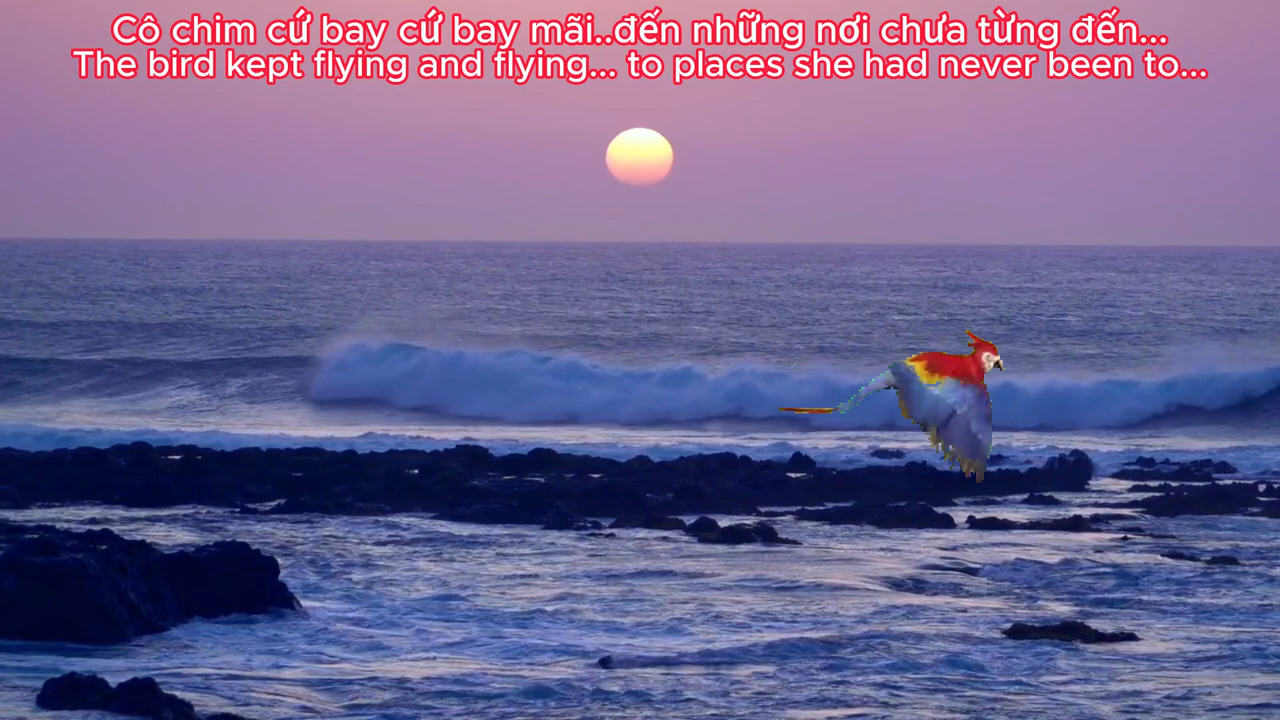 Cô chim cứ bay cứ bay mãi..đến những nơi chưa từng đến...
The bird kept flying and flying... to places she had never been to...